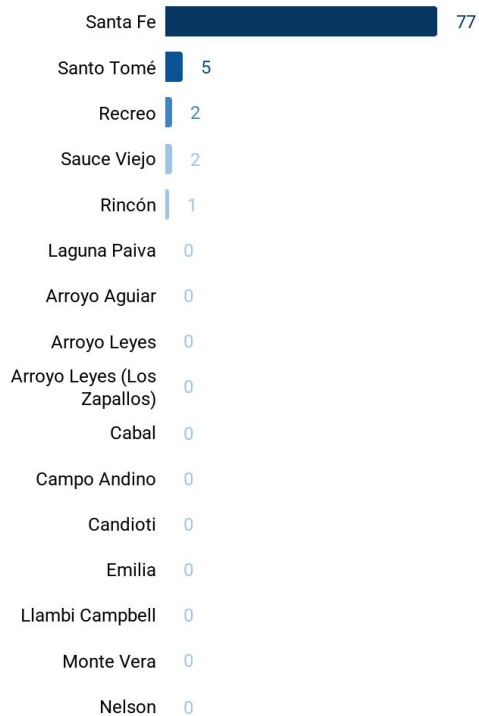 Santa Fe 77
Santo Tomé 5
Recreo 2
Sauce Viejo 2
Rincón 1
Laguna Paiva 0
Arroyo Aguiar 0
Arroyo Leyes 0
Arroyo Leyes (Los
Zapallos) 0
Cabal 0
Campo Andino 0
Candioti 0
Emilia 0
Llambi Campbell 0
Monte Vera 0
Nelson 0